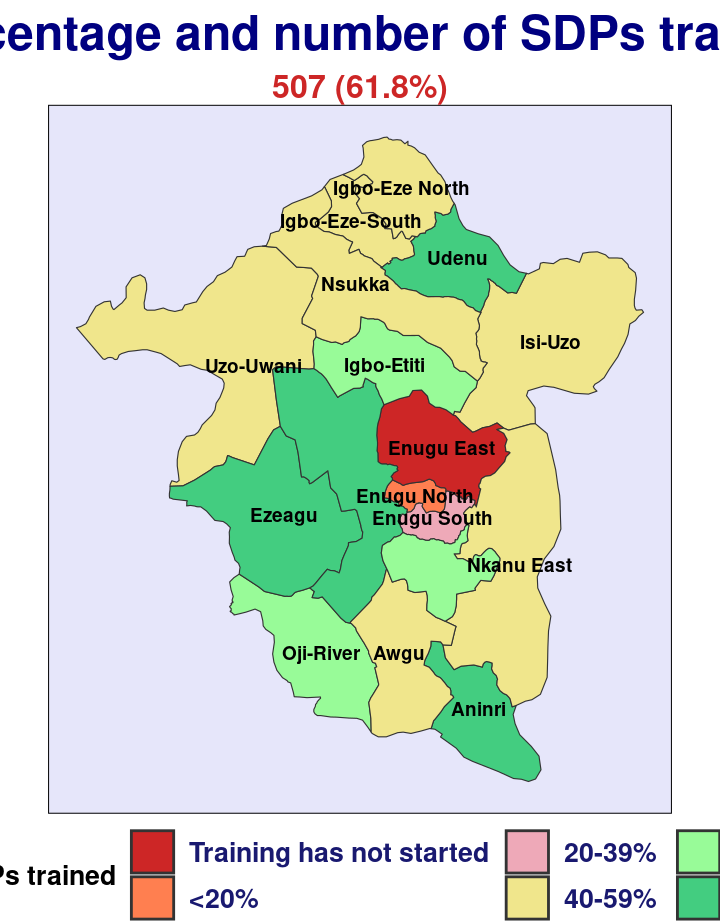 centage and number of SDPs tra
507 (61.8%)
Igbo-Eze North
Igbo-Eze-South
Udenu
Nsukka
Isi-Uzo
Uzo-Uwani
Igbo-Etiti
Enugu East
Enugu North
Enugu South
Ezeagu
Nkanu East
Oji-River
Awgu
Aninri
Ps trained
Training has not started
20-39%
<20%
40-59%